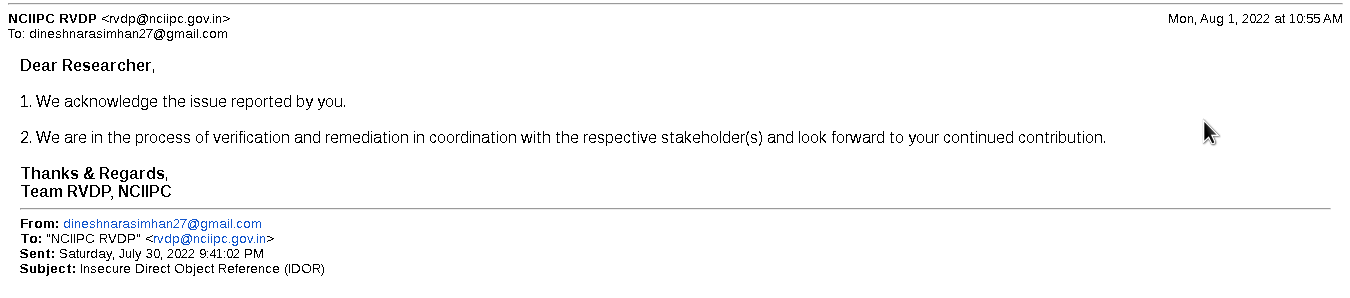 NCIIPC RVDP <rvdp@nciipc.gov.in> Mon, Aug 1, 2022 at 10:55 AM
To: dineshnarasimhan27@gmail.com
Dear Researcher,
1. We acknowledge the issue reported by you.
2. We are in the process of verification and remediation in coordination with the respective stakeholder(s) and look forward to your continued contribution.
Thanks & Regards,
Team RVDP, NCIIPC
From: dineshnarasimhan27@gmail.com
To: "NCIIPC RVDP" <rvdp@nciipc.gov.in>
Sent: Saturday, July 30, 2022 9:41:02 PM
Subject: Insecure Direct Object Reference (IDOR)